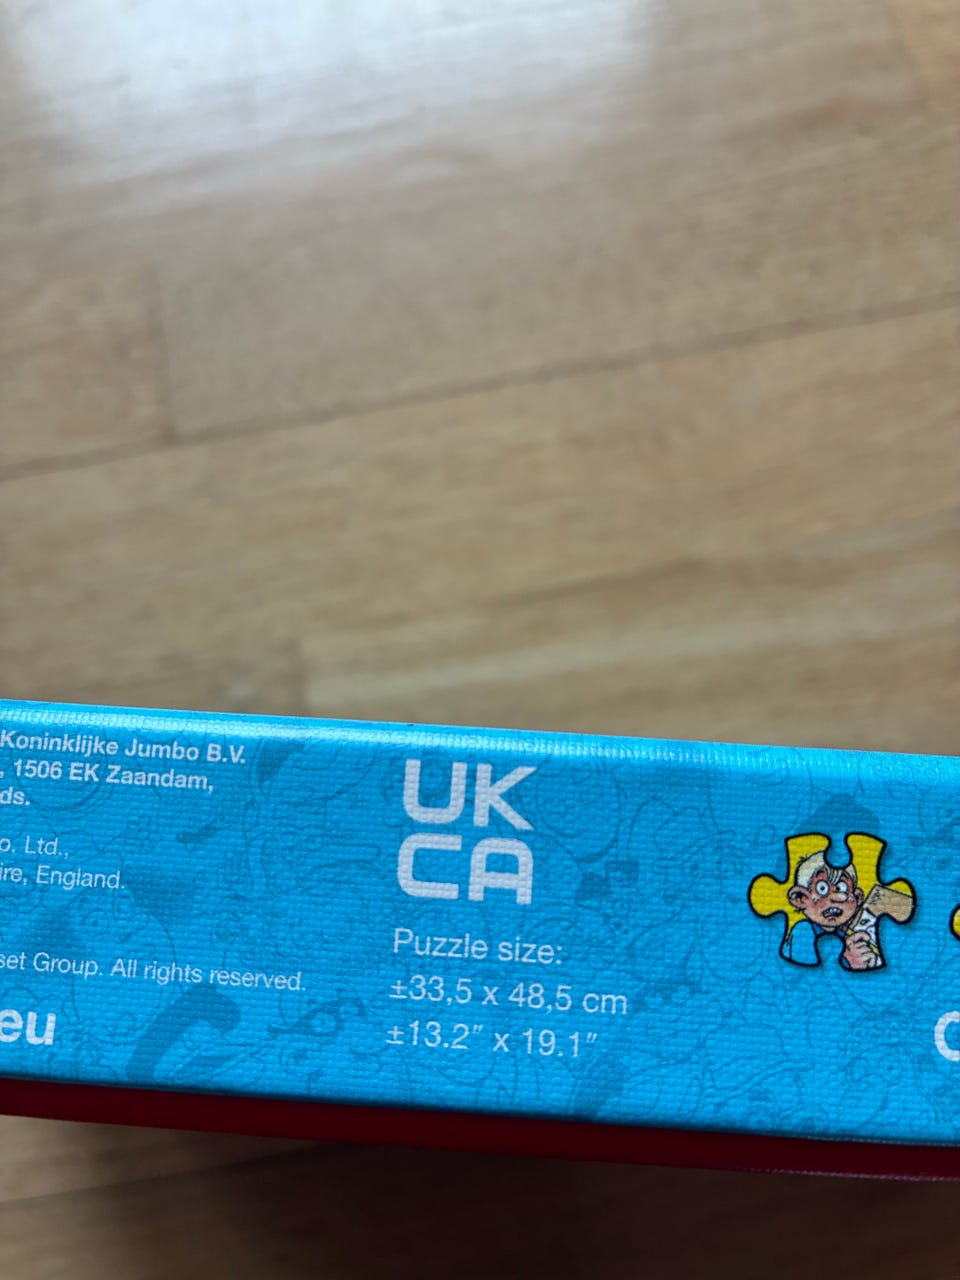 Koninklijke Jumbo B.V.
, 1506 EK Zaandam,
ds.
o. Ltd.,
ire, England.
set Group. All rights reserved.
eu
UK
CA
Puzzle size:
±33,5 x 48,5 cm
±13.2" x 19.1"